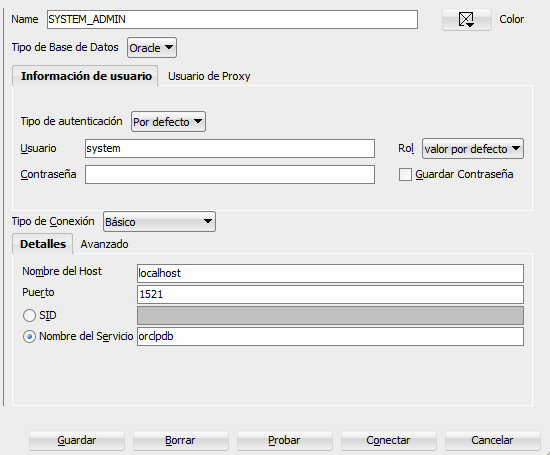 Name SYSTEM_ADMIN Color
Tipo de Base de Datos Oracle
Información de usuario Usuario de Proxy
Tipo de autenticación Por defecto
Usuario system Rol valor por defecto
Contraseña Guardar Contraseña
Tipo de Conexión Básico
Detalles Avanzado
Nombre del Host localhost
Puerto 1521
SID
Nombre del Servicio orclpdb
Guardar Borrar Probar Conectar Cancelar